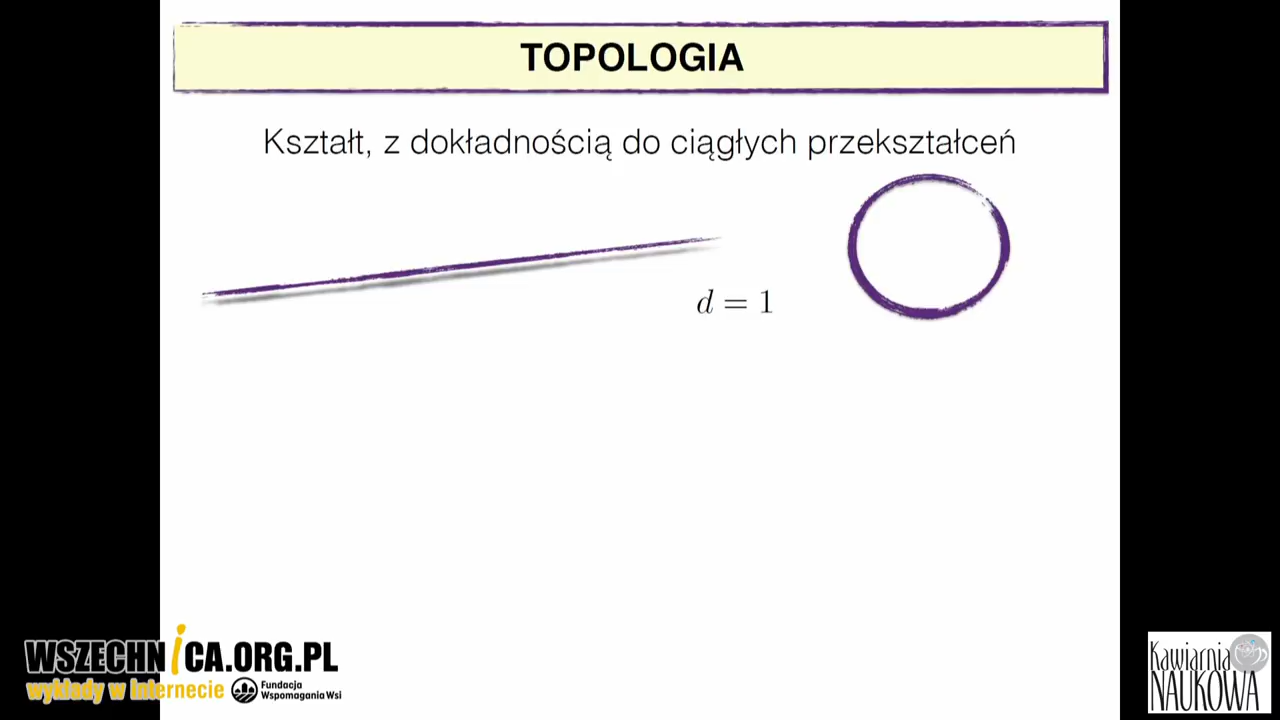 TOPOLOGIA
Kształt, z dokładnością do ciągłych przekształceń
d = 1
WSZECHNICA.ORG.PL
wykłady w Internecie
Fundacja
Wspomagania Wsi
Kawiarnia
NAUKOWA